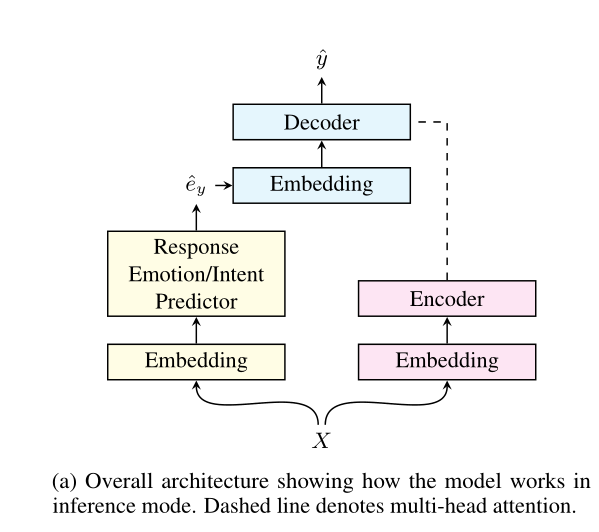 ŷ
Decoder
Embedding
ê_y
Response
Emotion/Intent
Predictor
Encoder
Embedding
Embedding
X
(a) Overall architecture showing how the model works in
inference mode. Dashed line denotes multi-head attention.